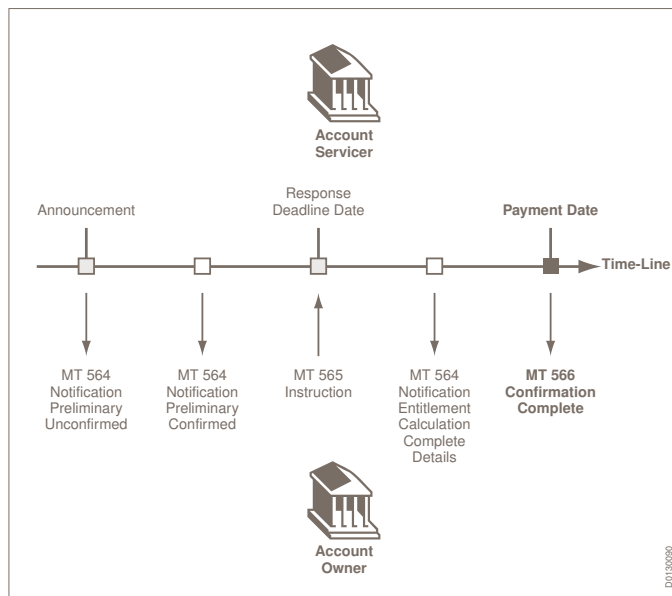 Account
Servicer
Announcement
Response
Deadline Date
Payment Date
Time-Line
MT 564
Notification
Preliminary
Unconfirmed
MT 564
Notification
Preliminary
Confirmed
MT 565
Instruction
MT 564
Notification
Entitlement
Calculation
Complete
Details
MT 566
Confirmation
Complete
Account
Owner
D0130090